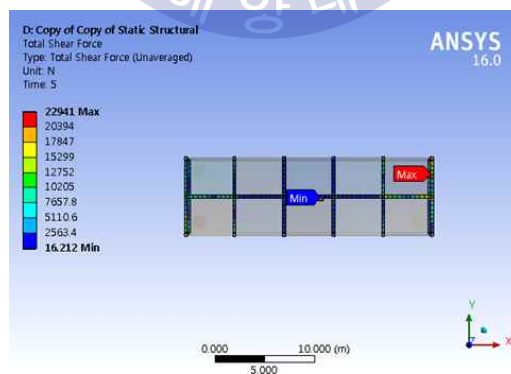 D: Copy of Copy of Static Structural
Total Shear Force
Type: Total Shear Force (Unaveraged)
Unit: N
Time: 5
ANSYS
16.0
22941 Max
20394
17847
15299
12752
10205
7657.8
5110.6
2563.4
16.212 Min
Max
Min
0.000
10.000 (m)
5.000
Y
Z
X